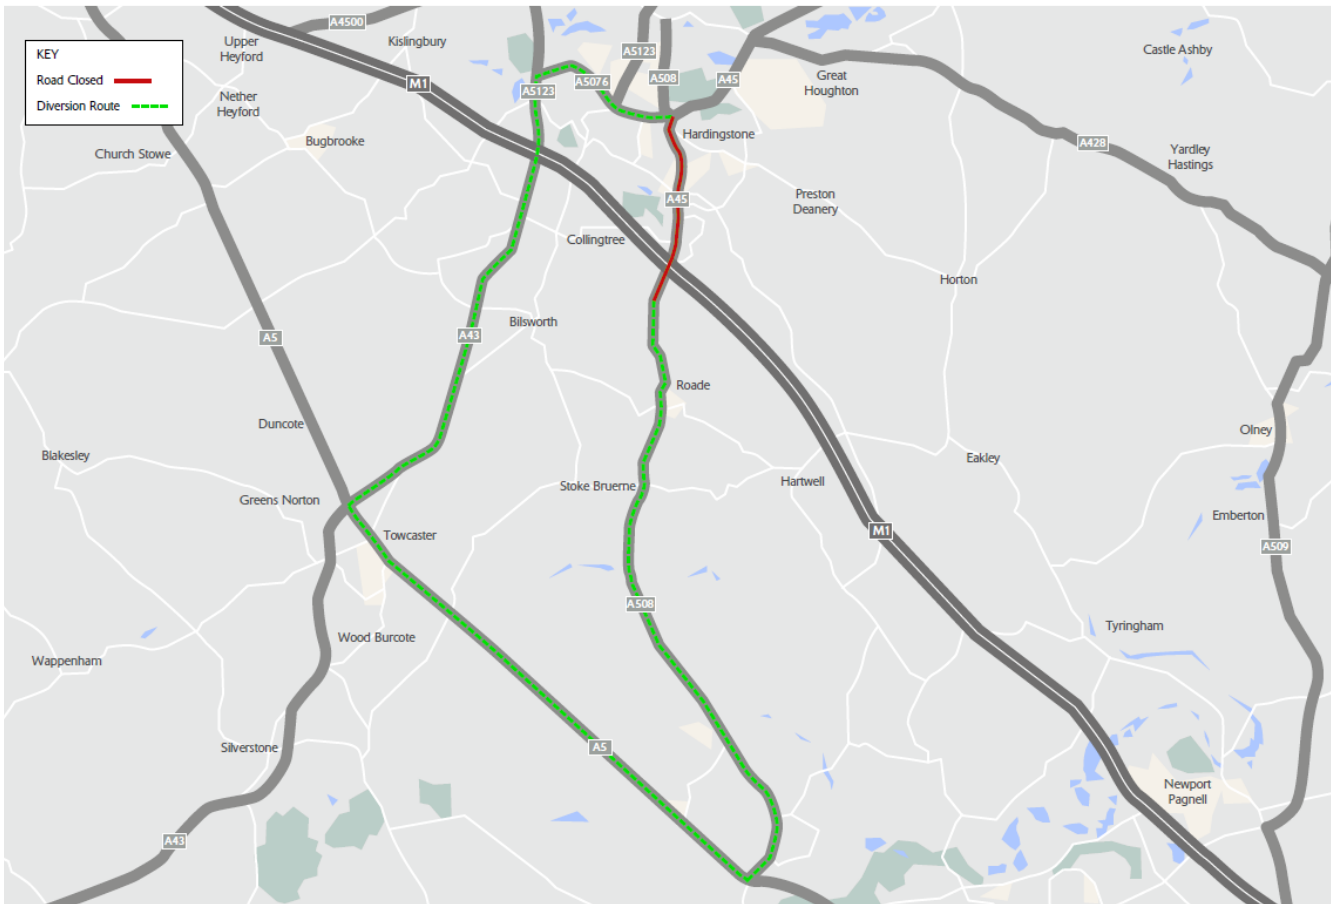 KEY
Road Closed
Diversion Route
A4500
Upper
Heyford
Kislingbury
A5123
Castle Ashby
M1
A5123
A5076
A508
A45
Great
Houghton
Nether
Heyford
Bugbrooke
Hardingstone
Church Stowe
A428
Yardley
Hastings
A45
Preston
Deanery
Collingtree
Horton
A5
A43
Bilsworth
Roade
Duncote
Olney
Blakesley
Eakley
Greens Norton
Stoke Bruerne
Hartwell
Towcaster
M1
Emberton
A509
A508
Wood Burcote
Tyringham
Wappenham
Silverstone
A5
Newport
Pagnell
A43